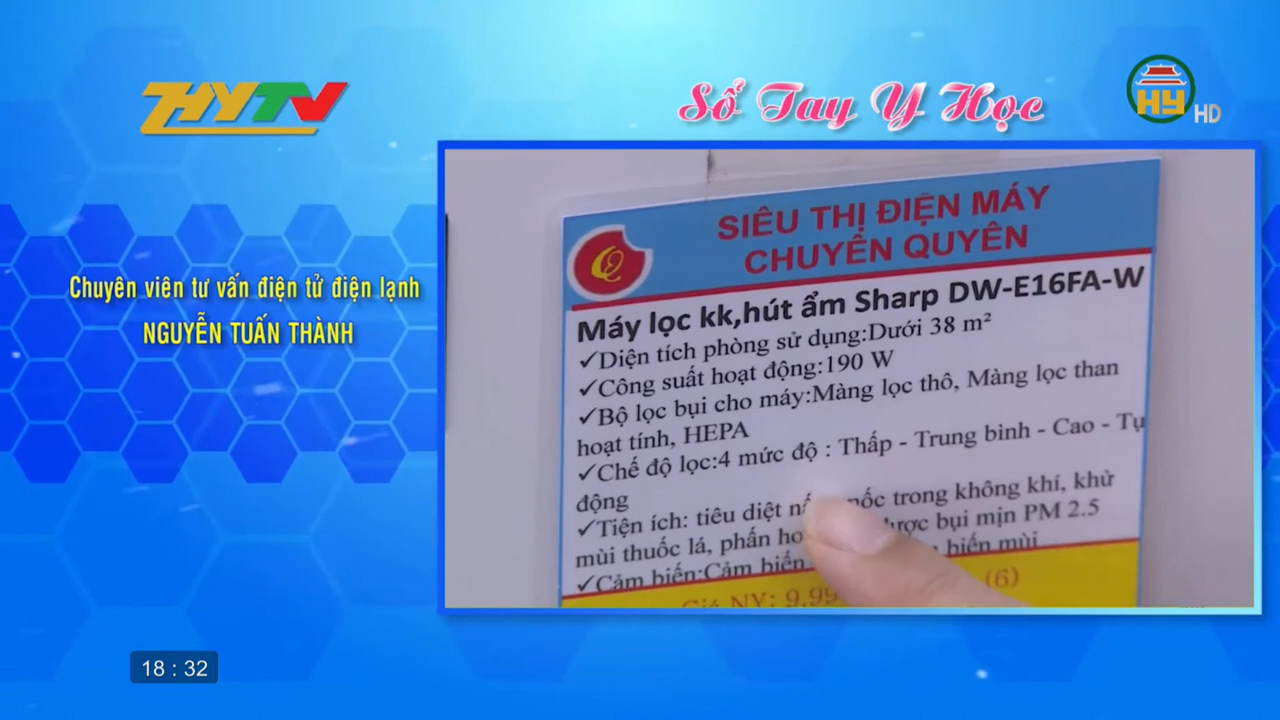 HYTV
Sổ Tay Y Học
HY HD
Chuyên viên tư vấn điện tử điện lạnh
NGUYỄN TUẤN THÀNH
SIÊU THỊ ĐIỆN MÁY
CHUYÊN QUYÊN
Máy lọc kk,hút ẩm Sharp DW-E16FA-W
✓Diện tích phòng sử dụng:Dưới 38 m²
✓Công suất hoạt động:190 W
✓Bộ lọc bụi cho máy:Màng lọc thô, Màng lọc than
hoạt tính, HEPA
✓Chế độ lọc:4 mức độ : Thấp - Trung bình - Cao - Tự
động
✓Tiện ích: tiêu diệt mốc trong không khí, khử
mùi thuốc lá, phấn bụi mịn PM 2.5
✓Cảm biến:Cảm biến biến mùi
Giá NY: 9.99 (6)
18 : 32